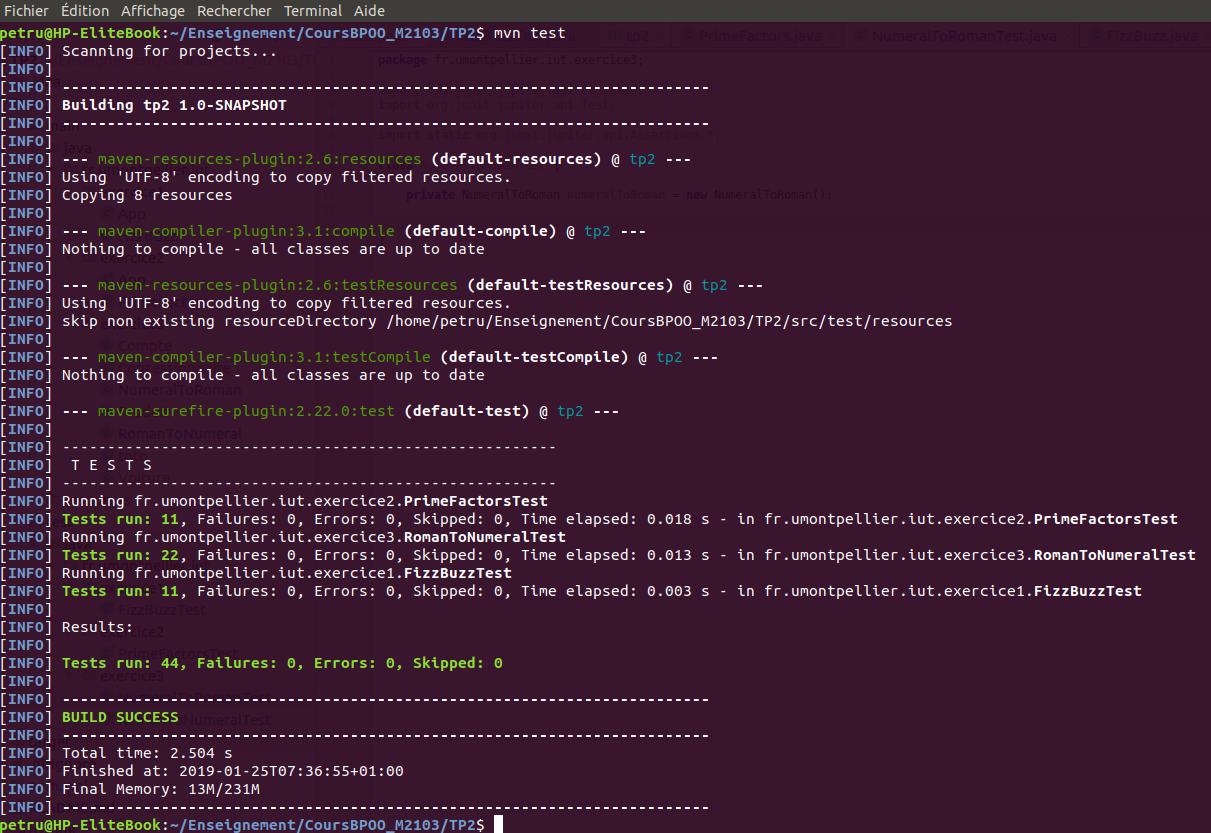 Fichier Édition Affichage Rechercher Terminal Aide
petru@HP-EliteBook:~/Enseignement/CoursBPOO_M2103/TP2$ mvn test
[INFO] Scanning for projects...
[INFO]
[INFO] ------------------------------------------------------------------------
[INFO] Building tp2 1.0-SNAPSHOT
[INFO] ------------------------------------------------------------------------
[INFO]
[INFO] --- maven-resources-plugin:2.6:resources (default-resources) @ tp2 ---
[INFO] Using 'UTF-8' encoding to copy filtered resources.
[INFO] Copying 8 resources
[INFO]
[INFO] --- maven-compiler-plugin:3.1:compile (default-compile) @ tp2 ---
[INFO] Nothing to compile - all classes are up to date
[INFO]
[INFO] --- maven-resources-plugin:2.6:testResources (default-testResources) @ tp2 ---
[INFO] Using 'UTF-8' encoding to copy filtered resources.
[INFO] skip non existing resourceDirectory /home/petru/Enseignement/CoursBPOO_M2103/TP2/src/test/resources
[INFO]
[INFO] --- maven-compiler-plugin:3.1:testCompile (default-testCompile) @ tp2 ---
[INFO] Nothing to compile - all classes are up to date
[INFO]
[INFO] --- maven-surefire-plugin:2.22.0:test (default-test) @ tp2 ---
[INFO]
[INFO] -------------------------------------------------------
[INFO]  T E S T S
[INFO] -------------------------------------------------------
[INFO] Running fr.umontpellier.iut.exercice2.PrimeFactorsTest
[INFO] Tests run: 11, Failures: 0, Errors: 0, Skipped: 0, Time elapsed: 0.018 s - in fr.umontpellier.iut.exercice2.PrimeFactorsTest
[INFO] Running fr.umontpellier.iut.exercice3.RomanToNumeralTest
[INFO] Tests run: 22, Failures: 0, Errors: 0, Skipped: 0, Time elapsed: 0.013 s - in fr.umontpellier.iut.exercice3.RomanToNumeralTest
[INFO] Running fr.umontpellier.iut.exercice1.FizzBuzzTest
[INFO] Tests run: 11, Failures: 0, Errors: 0, Skipped: 0, Time elapsed: 0.003 s - in fr.umontpellier.iut.exercice1.FizzBuzzTest
[INFO]
[INFO] Results:
[INFO]
[INFO] Tests run: 44, Failures: 0, Errors: 0, Skipped: 0
[INFO]
[INFO] ------------------------------------------------------------------------
[INFO] BUILD SUCCESS
[INFO] ------------------------------------------------------------------------
[INFO] Total time: 2.504 s
[INFO] Finished at: 2019-01-25T07:36:55+01:00
[INFO] Final Memory: 13M/231M
[INFO] ------------------------------------------------------------------------
petru@HP-EliteBook:~/Enseignement/CoursBPOO_M2103/TP2$